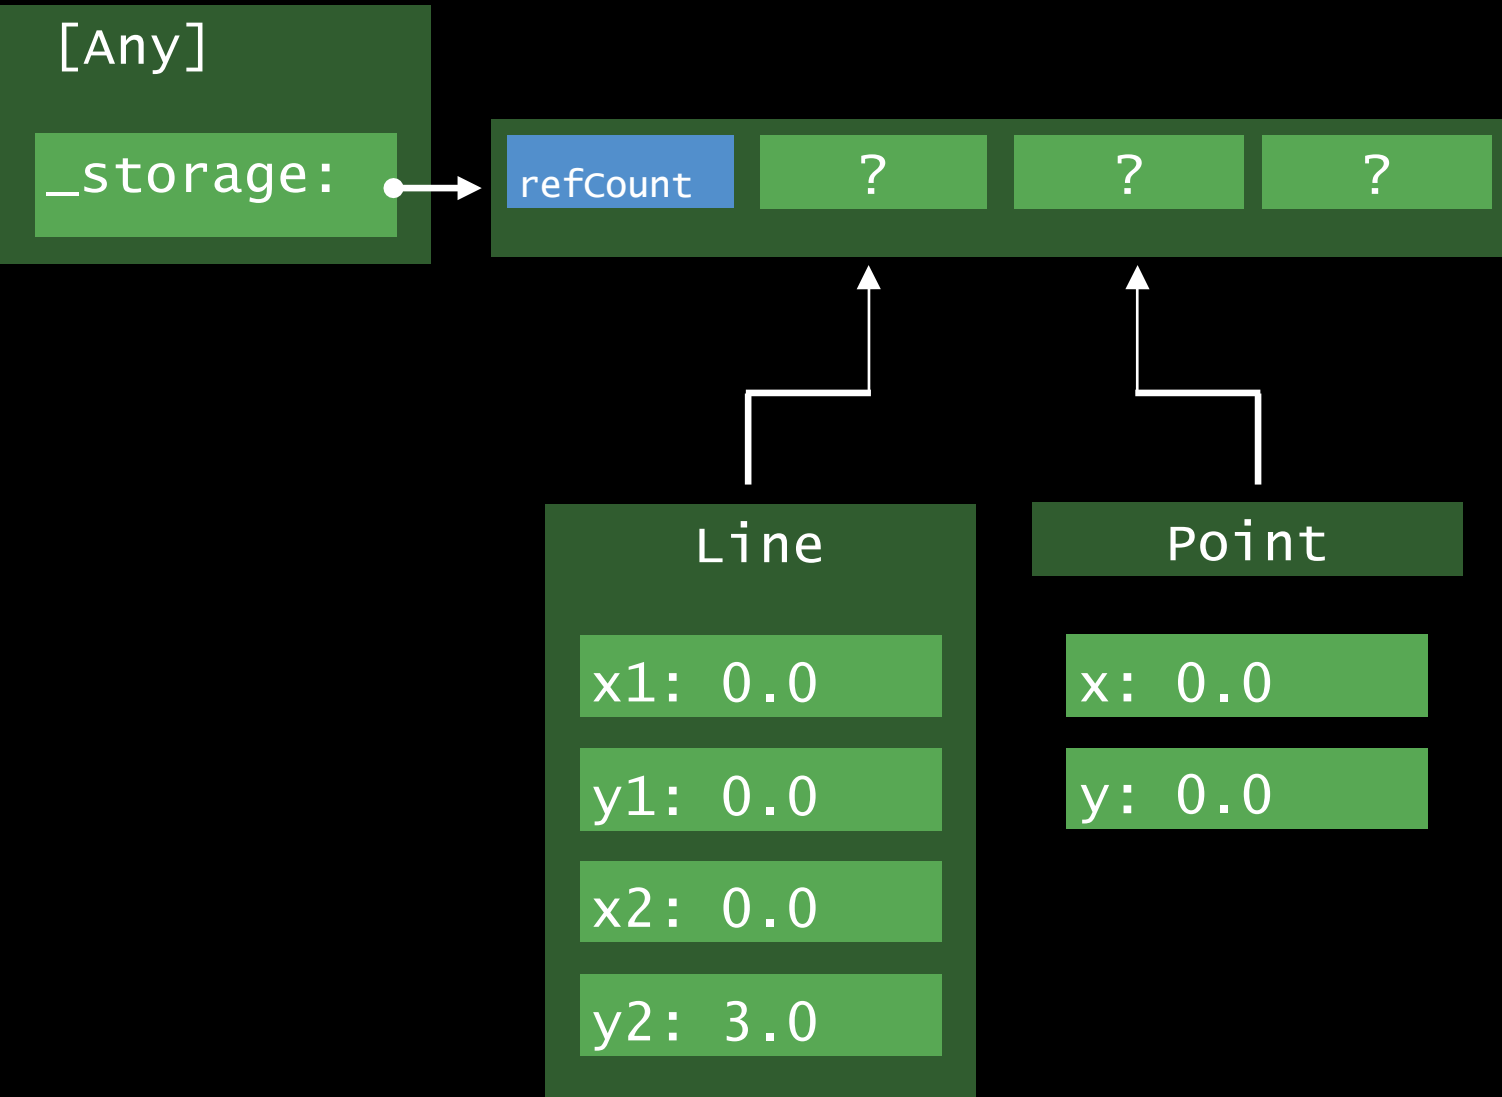 [Any]
_storage:
refCount ? ? ?
Line
x1: 0.0
y1: 0.0
x2: 0.0
y2: 3.0
Point
x: 0.0
y: 0.0